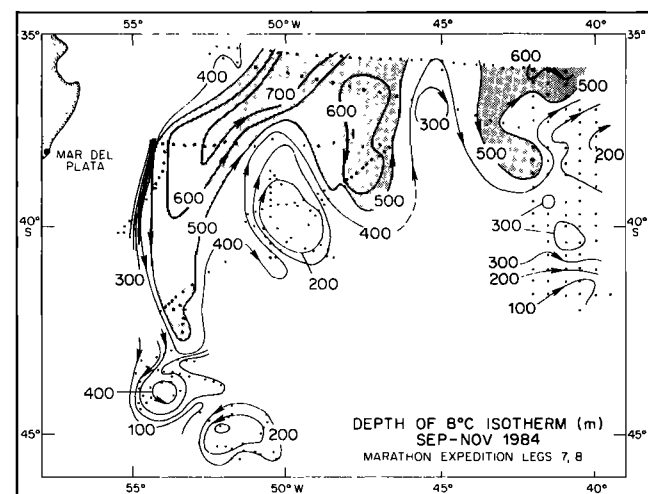 55° 50°W 45° 40°
35° 35°
400
600
700
500
600
300
MAR DEL
PLATA
500
200
600
500
40°
S
500
400
300
40°
S
300
400
200
300
200
100
400
100
200
45° 45°
DEPTH OF 8°C ISOTHERM (m)
SEP-NOV 1984
MARATHON EXPEDITION LEGS 7, 8
55° 50°W 45° 40°